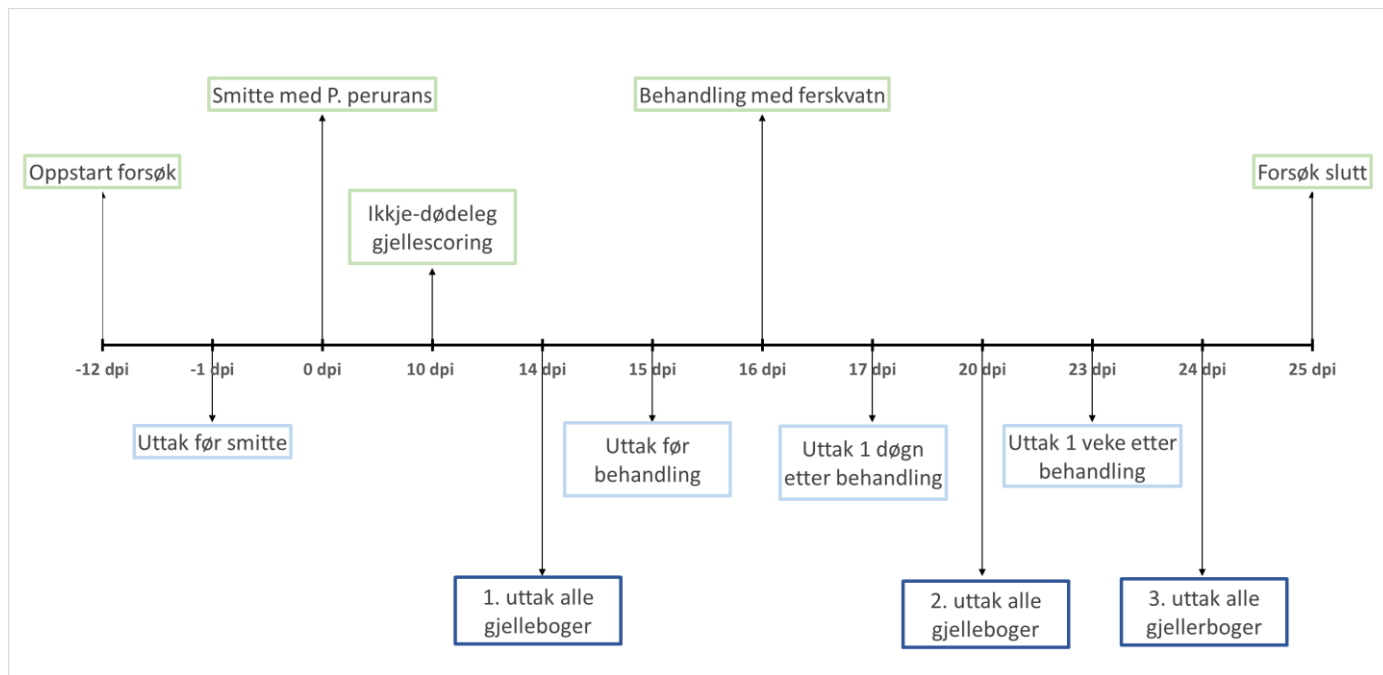 Smitte med P. perurans
Behandling med ferskvatn
Oppstart forsøk
Forsøk slutt
Ikkje-dødeleg
gjellescoring
-12 dpi
-1 dpi
0 dpi
10 dpi
14 dpi
15 dpi
16 dpi
17 dpi
20 dpi
23 dpi
24 dpi
25 dpi
Uttak før smitte
Uttak før
behandling
Uttak 1 døgn
etter behandling
Uttak 1 veke etter
behandling
1. uttak alle
gjelleboger
2. uttak alle
gjelleboger
3. uttak alle
gjellerboger